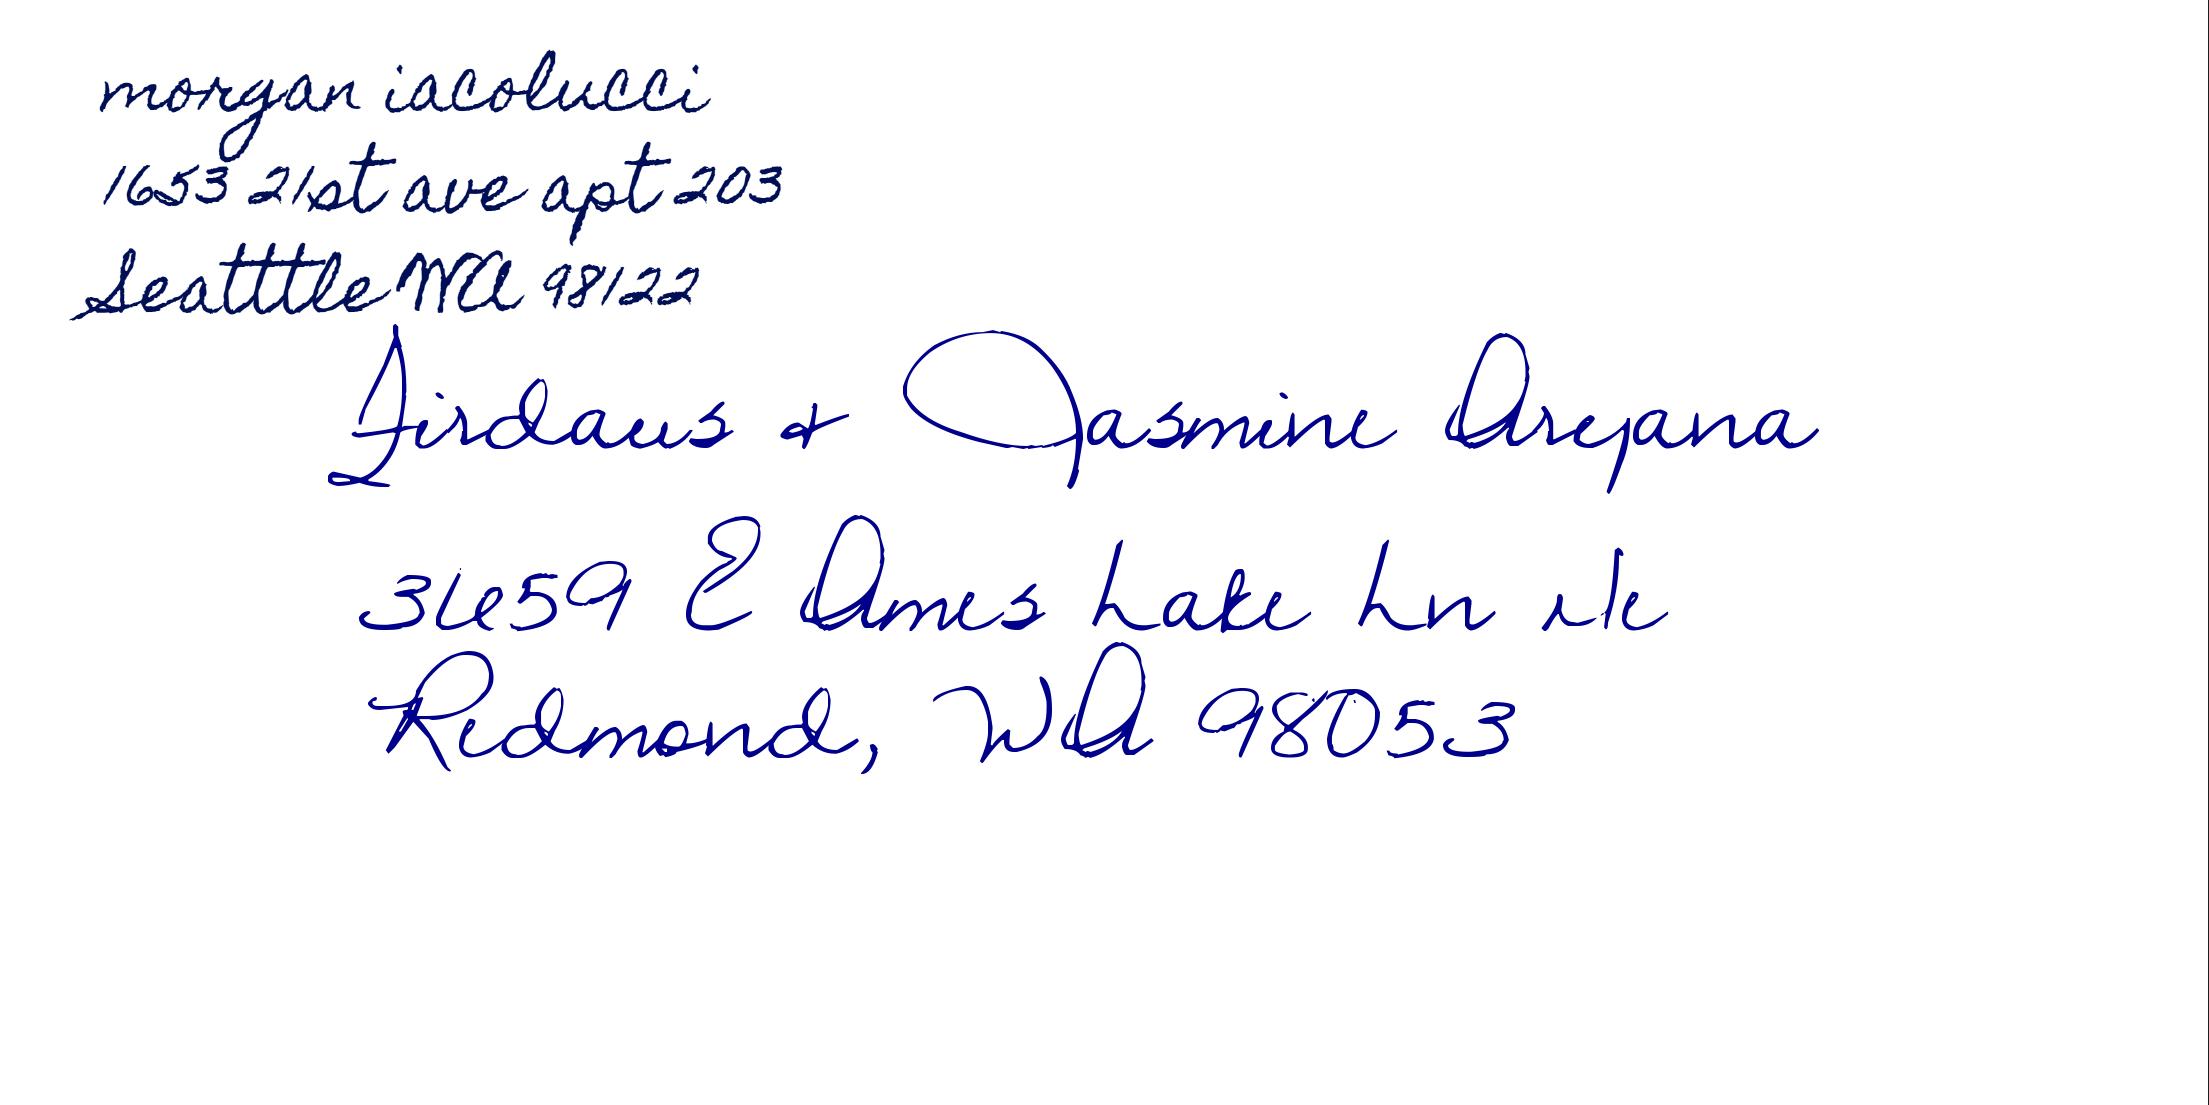 morgan iacolucci
1653 21st ave apt 203
Seatttle WA 98122
Firdaus & Jasmine Aryana
3659 E Ames Lake Ln Ne
Redmond, WA 98053